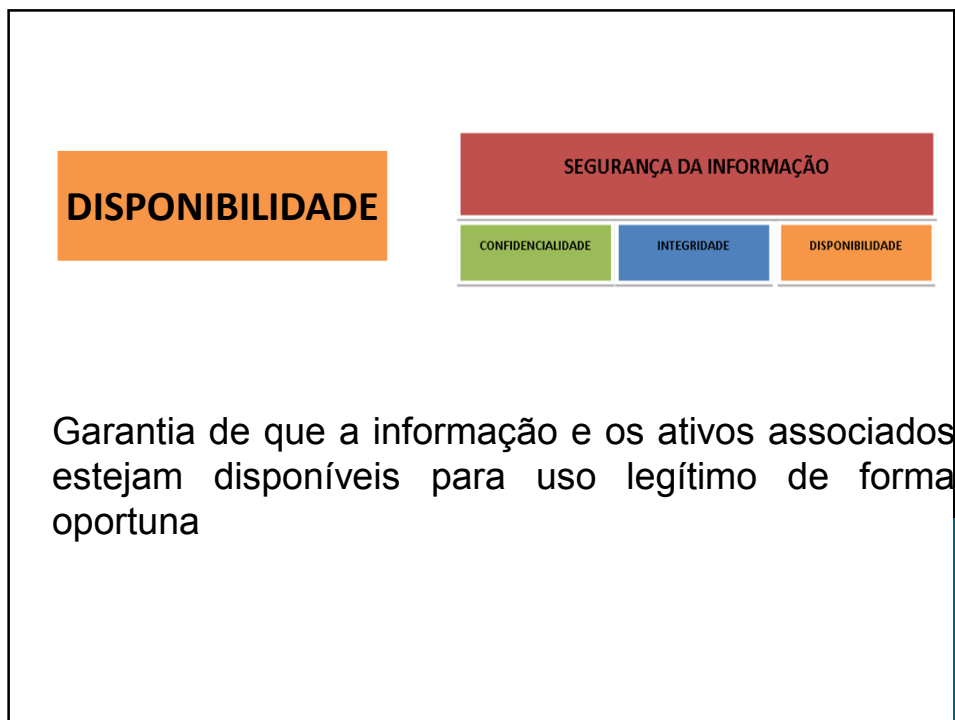 DISPONIBILIDADE
SEGURANÇA DA INFORMAÇÃO
CONFIDENCIALIDADE
INTEGRIDADE
DISPONIBILIDADE
Garantia de que a informação e os ativos associados
estejam disponíveis para uso legítimo de forma
oportuna